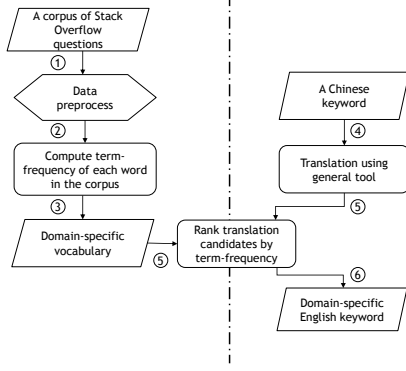 A corpus of Stack
Overflow
questions
①
Data
preprocess
②
Compute term-
frequency of each word
in the corpus
③
Domain-specific
vocabulary
⑤
A Chinese
keyword
④
Translation using
general tool
⑤
Rank translation
candidates by
term-frequency
⑥
Domain-specific
English keyword